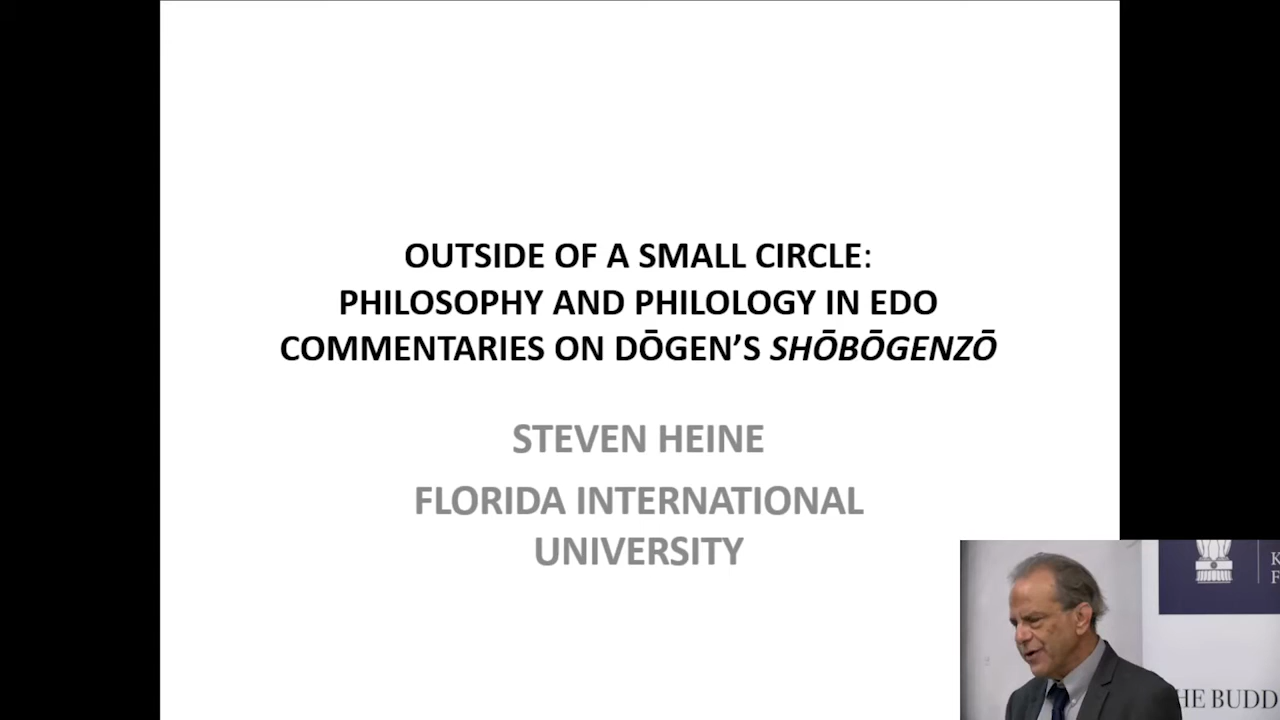 OUTSIDE OF A SMALL CIRCLE:
PHILOSOPHY AND PHILOLOGY IN EDO
COMMENTARIES ON DŌGEN’S SHŌBŌGENZŌ
STEVEN HEINE
FLORIDA INTERNATIONAL
UNIVERSITY
K
F
HE BUDD